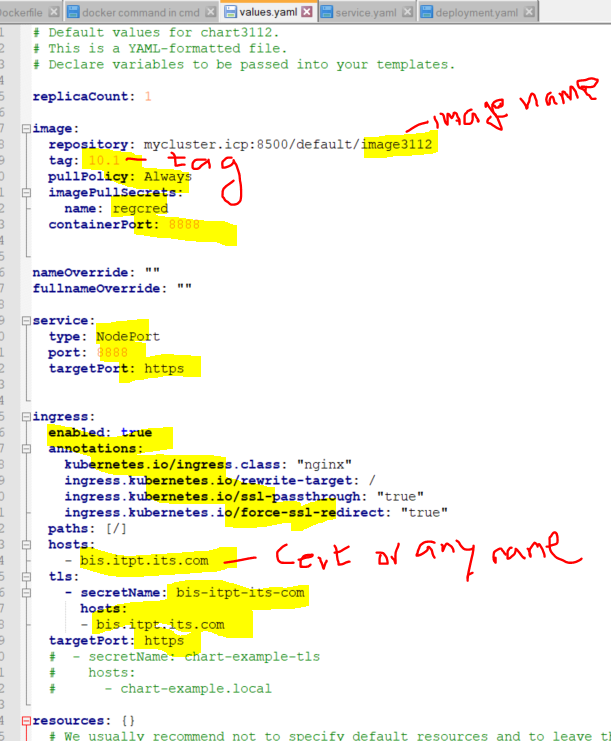 Dockerfile docker command in cmd values.yaml service.yaml deployment.yaml
# Default values for chart3112.
# This is a YAML-formatted file.
# Declare variables to be passed into your templates.
replicaCount: 1
image name
image:
repository: mycluster.icp:8500/default/image3112
tag: 10.1 tag
pullPolicy: Always
imagePullSecrets:
name: regcred
containerPort: 8888
nameOverride: ""
fullnameOverride: ""
service:
type: NodePort
port: 8888
targetPort: https
ingress:
enabled: true
annotations:
kubernetes.io/ingress.class: "nginx"
ingress.kubernetes.io/rewrite-target: /
ingress.kubernetes.io/ssl-passthrough: "true"
ingress.kubernetes.io/force-ssl-redirect: "true"
paths: [/]
hosts:
- bis.itpt.its.com Cert or any name
tls:
- secretName: bis-itpt-its-com
hosts:
- bis.itpt.its.com
targetPort: https
# - secretName: chart-example-tls
# hosts:
# - chart-example.local
resources: {}
# We usually recommend not to specify default resources and to leave